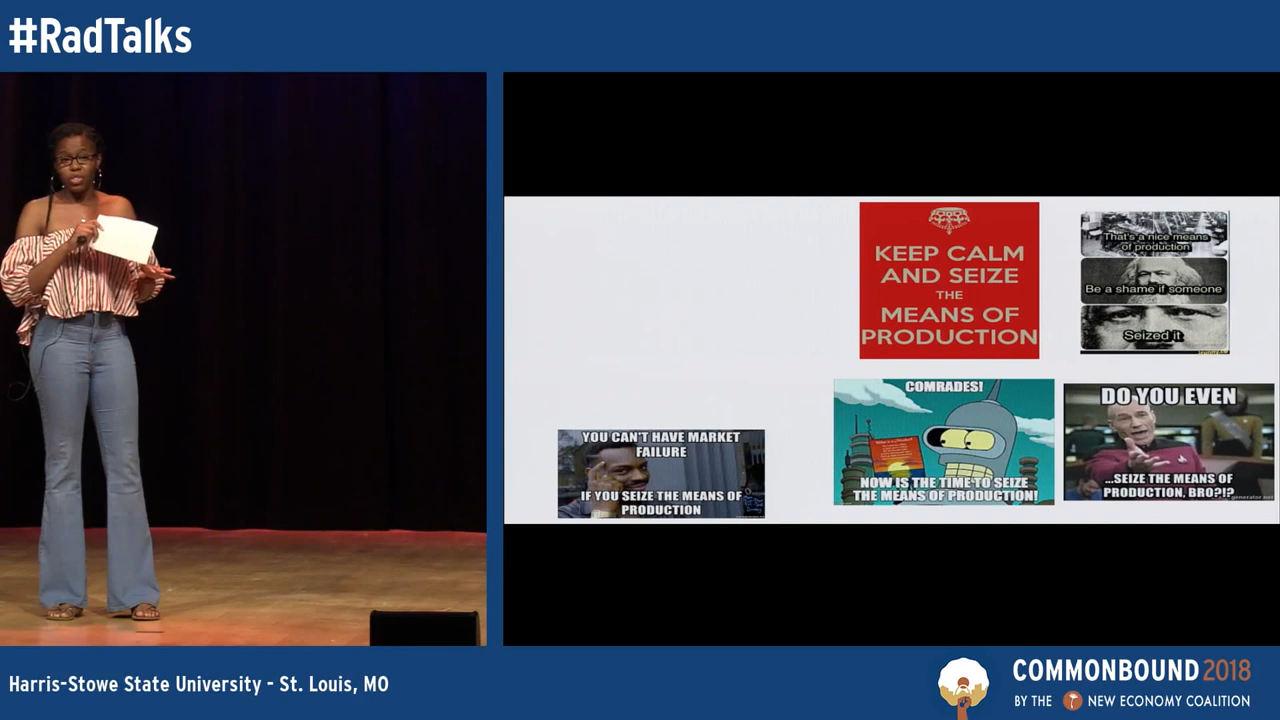 #RadTalks
KEEP CALM
AND SEIZE
THE
MEANS OF
PRODUCTION
That's a nice means
of production
Be a shame if someone
Seized it
YOU CAN'T HAVE MARKET
FAILURE
IF YOU SEIZE THE MEANS OF
PRODUCTION
COMRADES!
NOW IS THE TIME TO SEIZE
THE MEANS OF PRODUCTION!
DO YOU EVEN
...SEIZE THE MEANS OF
PRODUCTION, BRO?!?
Harris-Stowe State University - St. Louis, MO
COMMONBOUND 2018
BY THE NEW ECONOMY COALITION